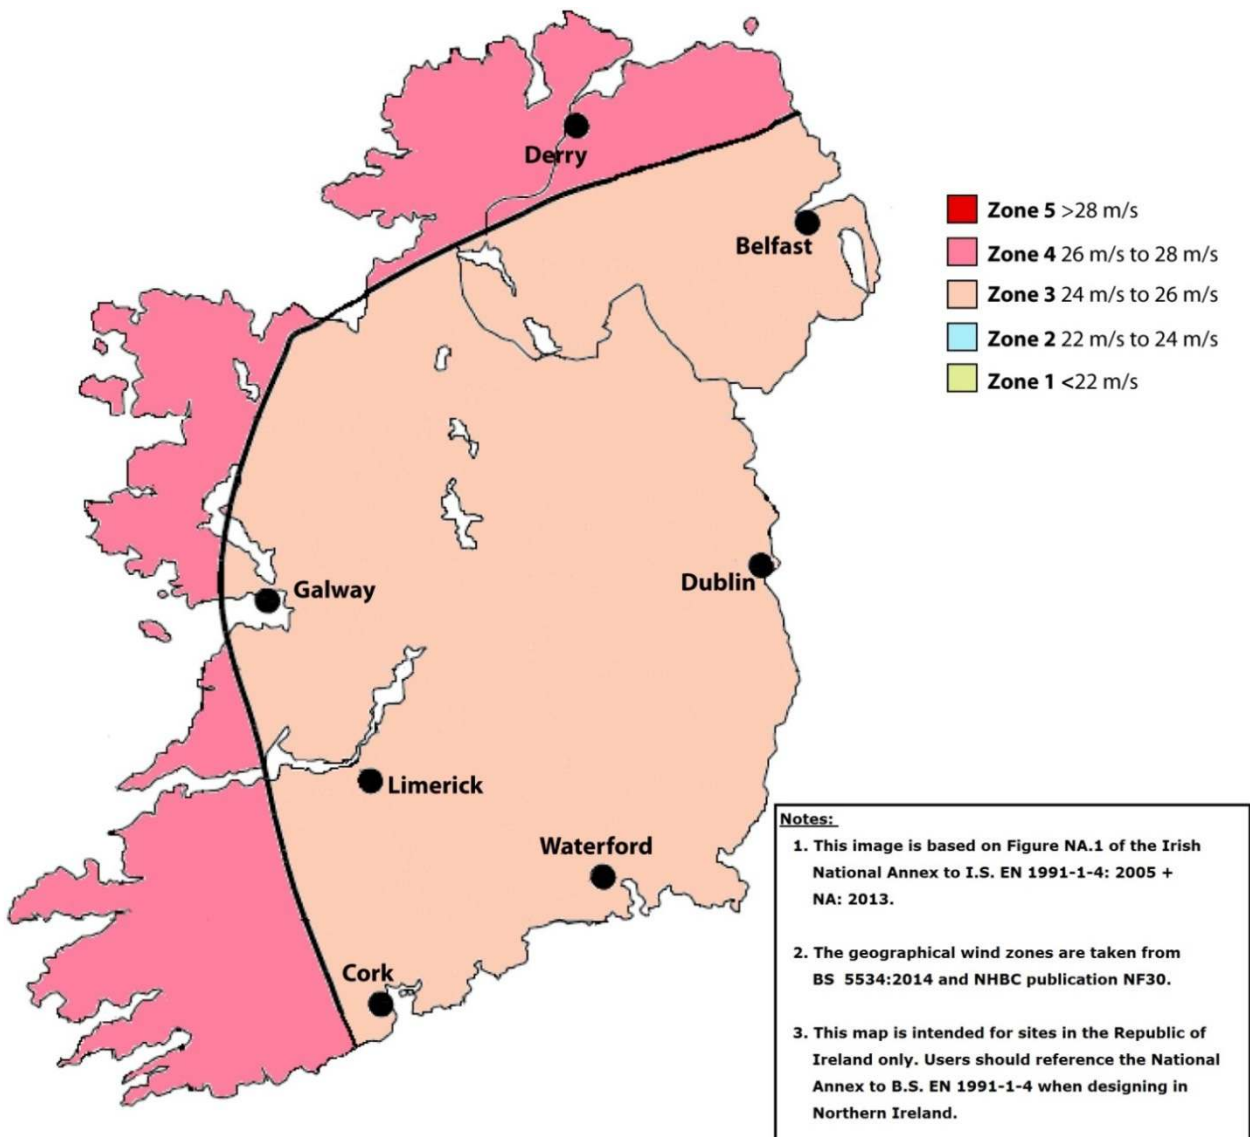 Derry
Belfast
Galway
Dublin
Limerick
Waterford
Cork
Zone 5 >28 m/s
Zone 4 26 m/s to 28 m/s
Zone 3 24 m/s to 26 m/s
Zone 2 22 m/s to 24 m/s
Zone 1 <22 m/s
Notes:
1. This image is based on Figure NA.1 of the Irish
National Annex to I.S. EN 1991-1-4: 2005 +
NA: 2013.
2. The geographical wind zones are taken from
BS 5534:2014 and NHBC publication NF30.
3. This map is intended for sites in the Republic of
Ireland only. Users should reference the National
Annex to B.S. EN 1991-1-4 when designing in
Northern Ireland.